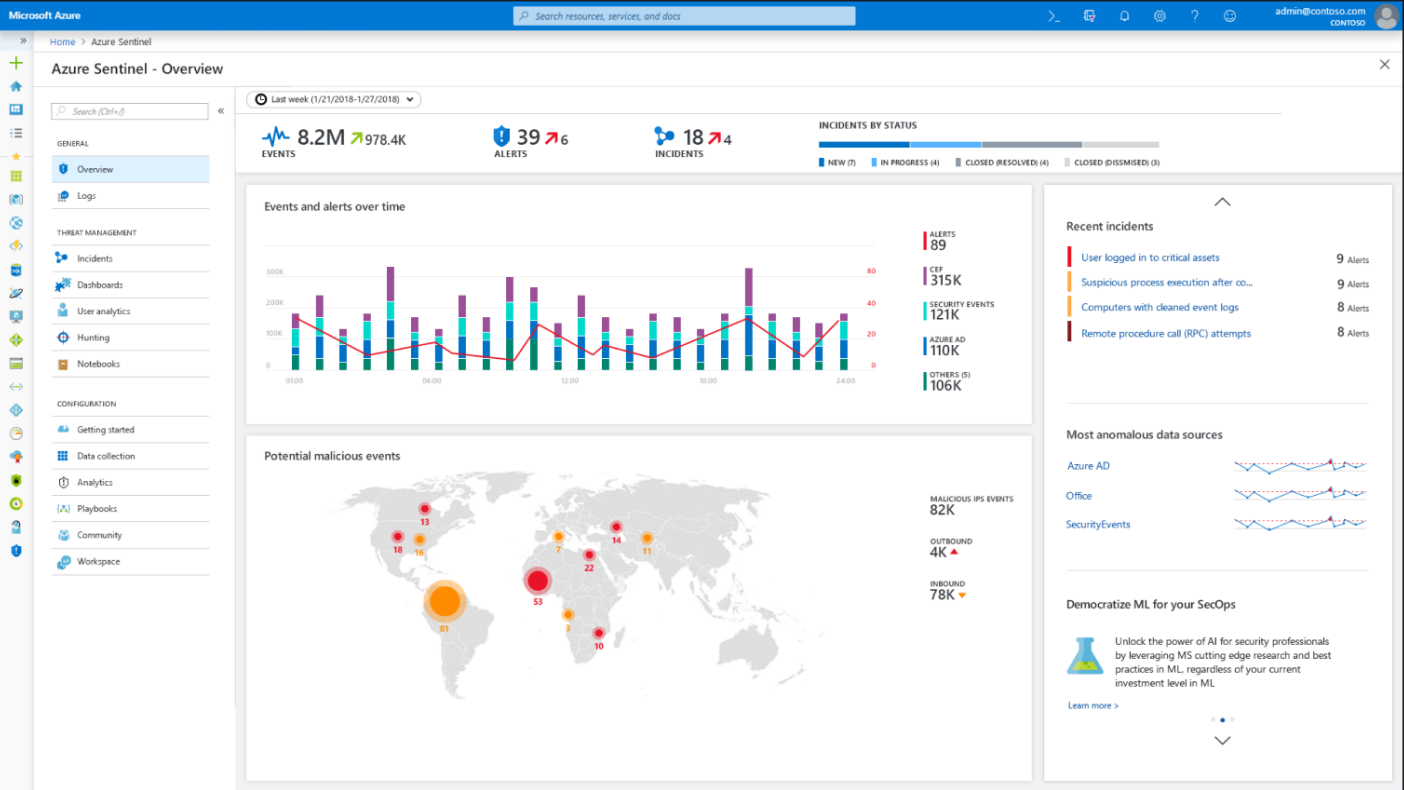 Microsoft Azure
Search resources, services, and docs
admin@contoso.com
CONTOSO
Home > Azure Sentinel
Azure Sentinel - Overview
Search (Ctrl+/)
GENERAL
Overview
Logs
THREAT MANAGEMENT
Incidents
Dashboards
User analytics
Hunting
Notebooks
CONFIGURATION
Getting started
Data collection
Analytics
Playbooks
Community
Workspace
Last week (1/21/2018-1/27/2018)
8.2M 978.4K
EVENTS
39 6
ALERTS
18 4
INCIDENTS
INCIDENTS BY STATUS
NEW (7) IN PROGRESS (4) CLOSED (RESOLVED) (4) CLOSED (DISSMISED) (3)
Events and alerts over time
300K
200K
100K
0
80
40
20
0
01:00 06:00 12:00 18:00 24:00
ALERTS
89
CEF
315K
SECURITY EVENTS
121K
AZURE AD
110K
OTHERS (5)
106K
Potential malicious events
13
18
16
81
7
14
11
22
53
3
10
MALICIOUS IPS EVENTS
82K
OUTBOUND
4K
INBOUND
78K
Recent incidents
User logged in to critical assets 9 Alerts
Suspicious process execution after co... 9 Alerts
Computers with cleaned event logs 8 Alerts
Remote procedure call (RPC) attempts 8 Alerts
Most anomalous data sources
Azure AD
Office
SecurityEvents
Democratize ML for your SecOps
Unlock the power of AI for security professionals
by leveraging MS cutting edge research and best
practices in ML, regardless of your current
investment level in ML
Learn more >